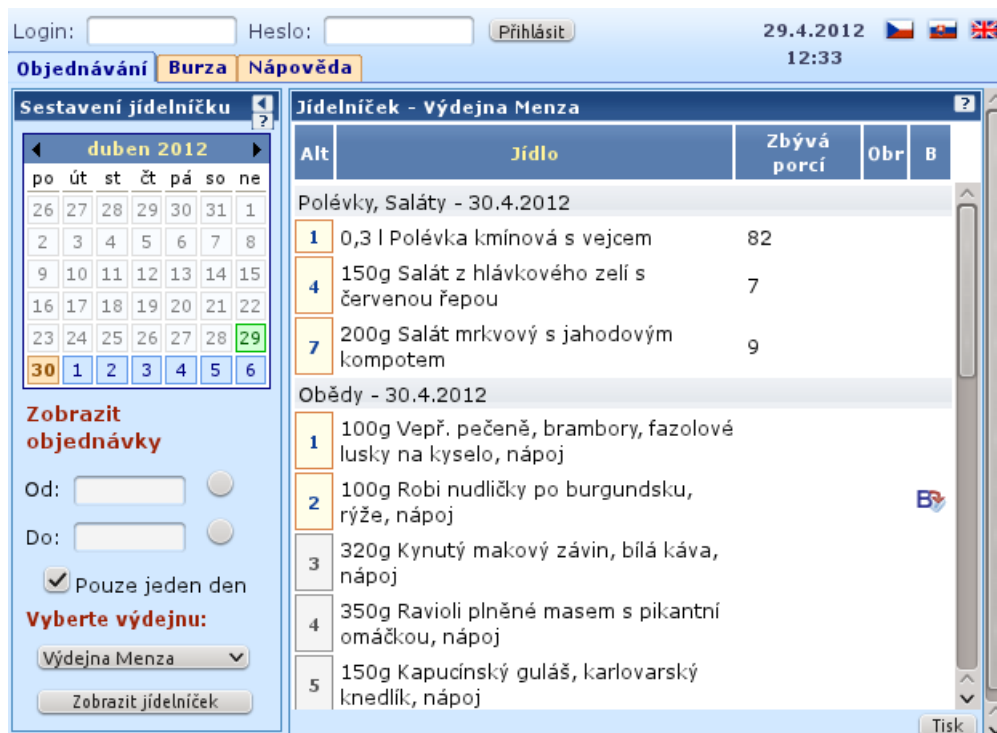 Login: Heslo: Přihlásit 29.4.2012
12:33
Objednávání Burza Nápověda
Sestavení jídelníčku
?
duben 2012
po út st čt pá so ne
26 27 28 29 30 31 1
2 3 4 5 6 7 8
9 10 11 12 13 14 15
16 17 18 19 20 21 22
23 24 25 26 27 28 29
30 1 2 3 4 5 6
Zobrazit
objednávky
Od:
Do:
Pouze jeden den
Vyberte výdejnu:
Výdejna Menza
Zobrazit jídelníček
Jídelníček - Výdejna Menza ?
Alt Jídlo Zbývá porcí Obr B
Polévky, Saláty - 30.4.2012
1 0,3 l Polévka kmínová s vejcem 82
4 150g Salát z hlávkového zelí s
červenou řepou 7
7 200g Salát mrkvový s jahodovým
kompotem 9
Obědy - 30.4.2012
1 100g Vepř. pečeně, brambory, fazolové
lusky na kyselo, nápoj
2 100g Robi nudličky po burgundsku,
rýže, nápoj B
3 320g Kynutý makový závin, bílá káva,
nápoj
4 350g Ravioli plněné masem s pikantní
omáčkou, nápoj
5 150g Kapucínský guláš, karlovarský
knedlík, nápoj
Tisk